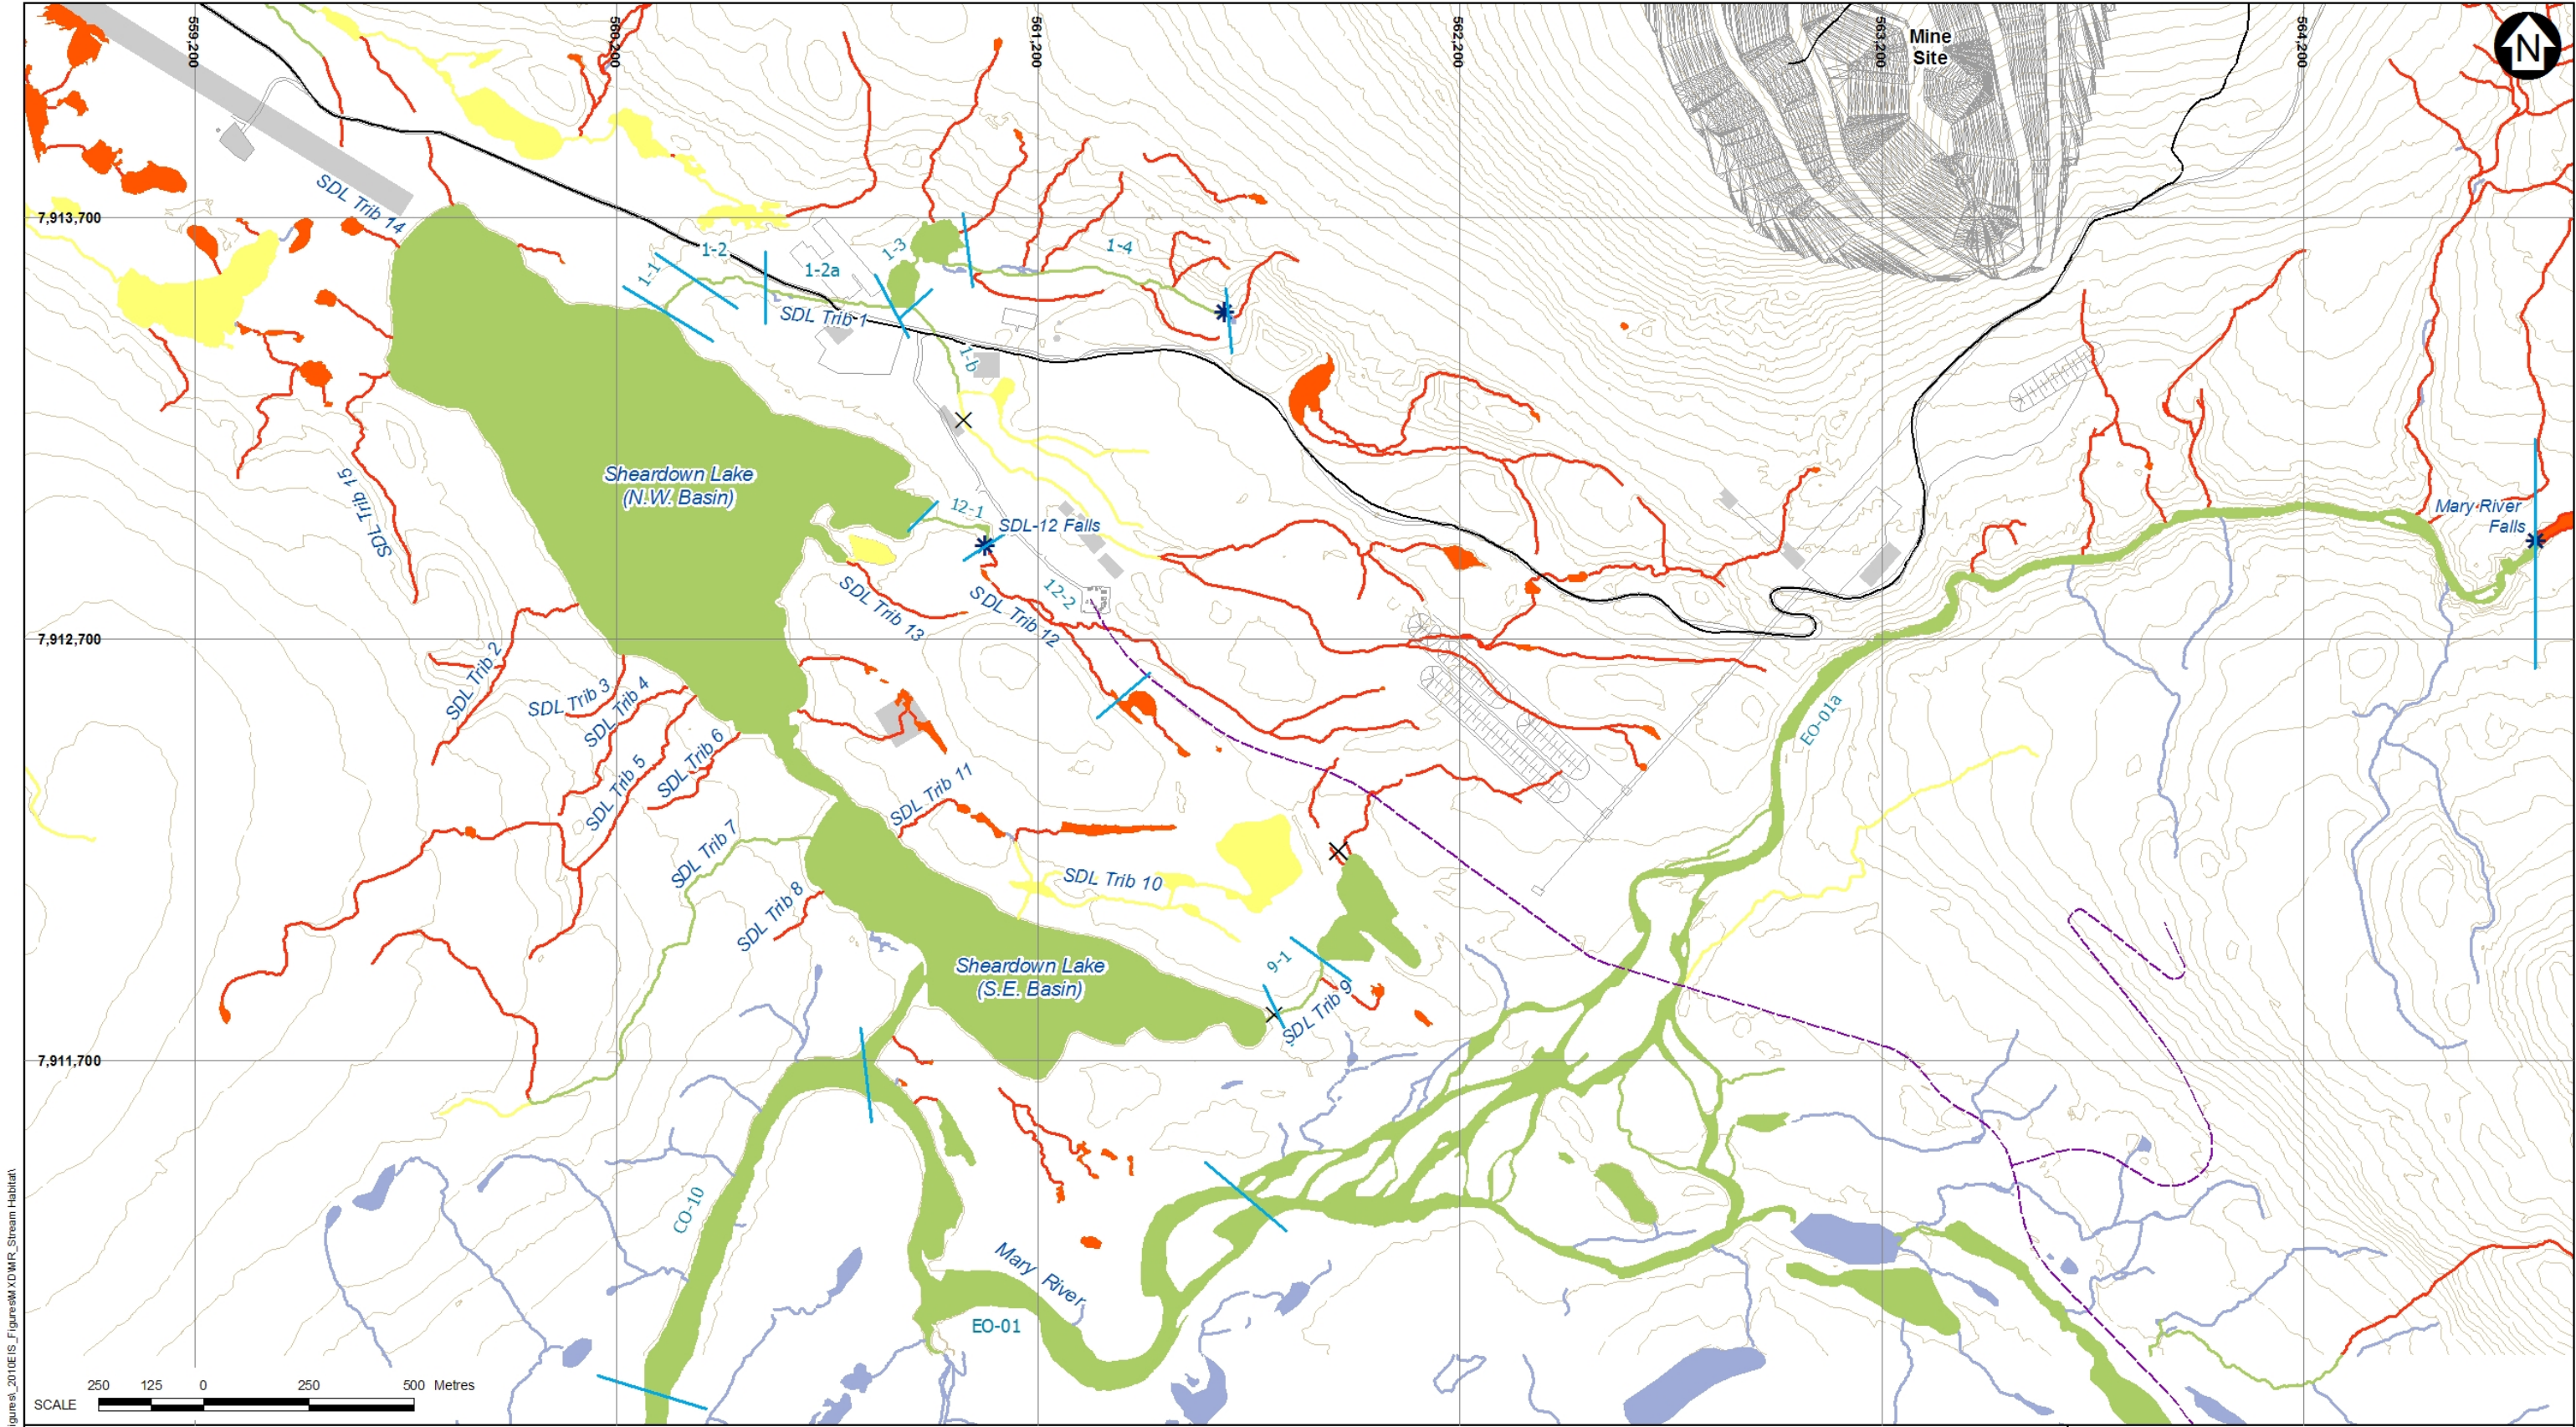 559,200
560,200
561,200
562,200
563,200
564,200
Mine
Site
N
7,913,700
SDL Trib 14
1-1
1-2
1-2a
1-3
1-4
SDL Trib 1
1-b
Sheardown Lake
(N.W. Basin)
SDL Trib 15
12-1
SDL-12 Falls
Mary River
Falls
12-2
SDL Trib 13
SDL Trib 12
7,912,700
SDL Trib 2
SDL Trib 3
SDL Trib 4
SDL Trib 5
SDL Trib 6
EO-01a
SDL Trib 11
SDL Trib 7
SDL Trib 8
SDL Trib 10
Sheardown Lake
(S.E. Basin)
9-1
SDL Trib 9
7,911,700
CO-10
Mary River
EO-01
250 125 0 250 500 Metres
SCALE
igures\_2010EIS_Figures\MXD\MR_Stream Habitat\